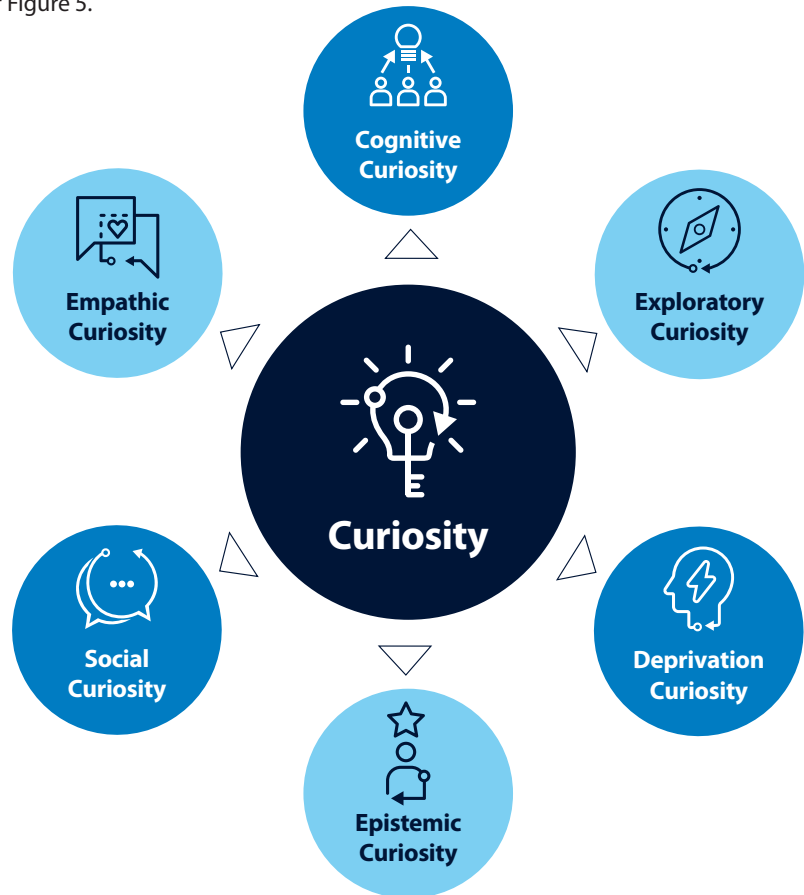 Figure 5.
Cognitive
Curiosity
Empathic
Curiosity
Exploratory
Curiosity
Curiosity
Social
Curiosity
Deprivation
Curiosity
Epistemic
Curiosity